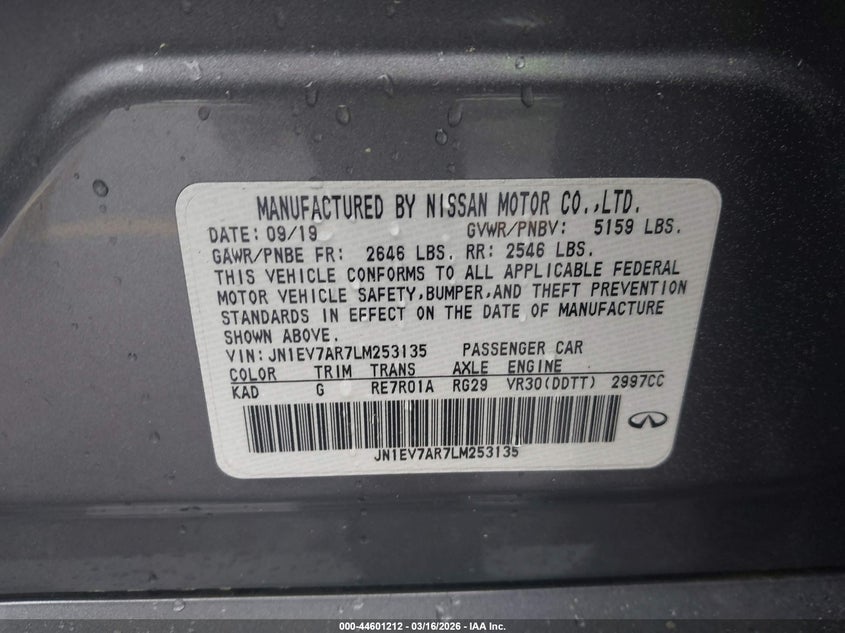 MANUFACTURED BY NISSAN MOTOR CO.,LTD.
DATE: 09/19 GVWR/PNBV: 5159 LBS.
GAWR/PNBE FR: 2646 LBS. RR: 2546 LBS.
THIS VEHICLE CONFORMS TO ALL APPLICABLE FEDERAL
MOTOR VEHICLE SAFETY,BUMPER,AND THEFT PREVENTION
STANDARDS IN EFFECT ON THE DATE OF MANUFACTURE
SHOWN ABOVE.
VIN: JN1EV7AR7LM253135 PASSENGER CAR
COLOR TRIM TRANS AXLE ENGINE
KAD G RE7R01A RG29 VR30(DDTT) 2997CC
JN1EV7AR7LM253135
000-44601212 — 03/16/2026 — IAA Inc.